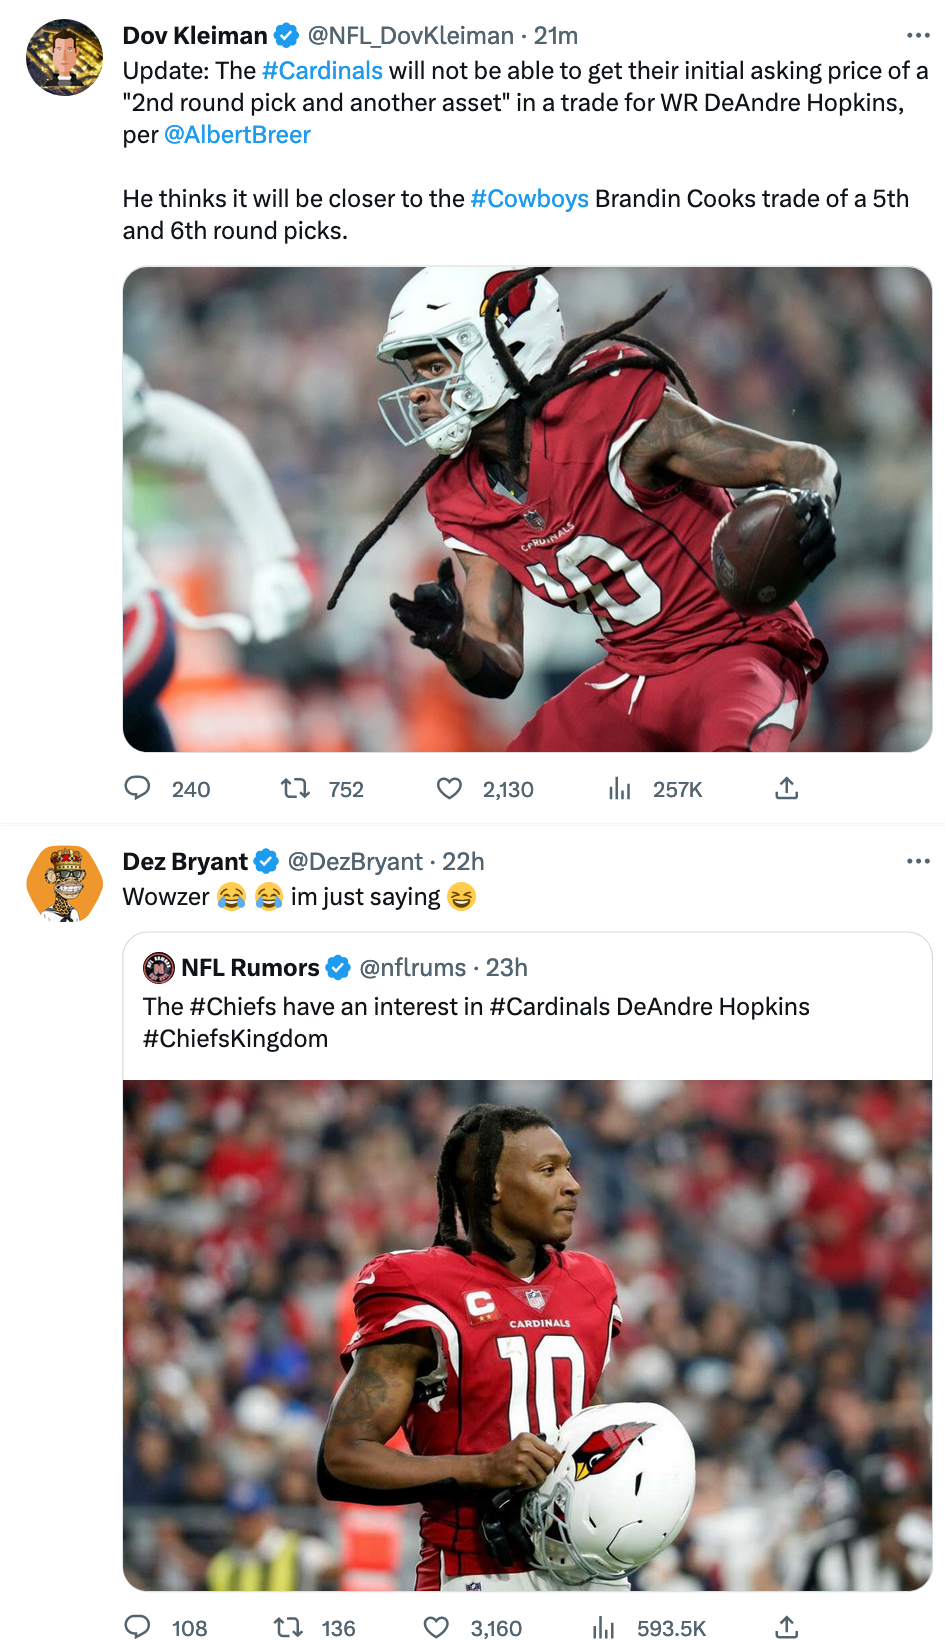 Dov Kleiman @NFL_DovKleiman · 21m
Update: The #Cardinals will not be able to get their initial asking price of a
"2nd round pick and another asset" in a trade for WR DeAndre Hopkins,
per @AlbertBreer
He thinks it will be closer to the #Cowboys Brandin Cooks trade of a 5th
and 6th round picks.
CARDINALS
10
240 752 2,130 257K
Dez Bryant @DezBryant · 22h
Wowzer 😂 😂 im just saying 😆
NFL Rumors @nflrums · 23h
The #Chiefs have an interest in #Cardinals DeAndre Hopkins
#ChiefsKingdom
C
CARDINALS
10
108 136 3,160 593.5K